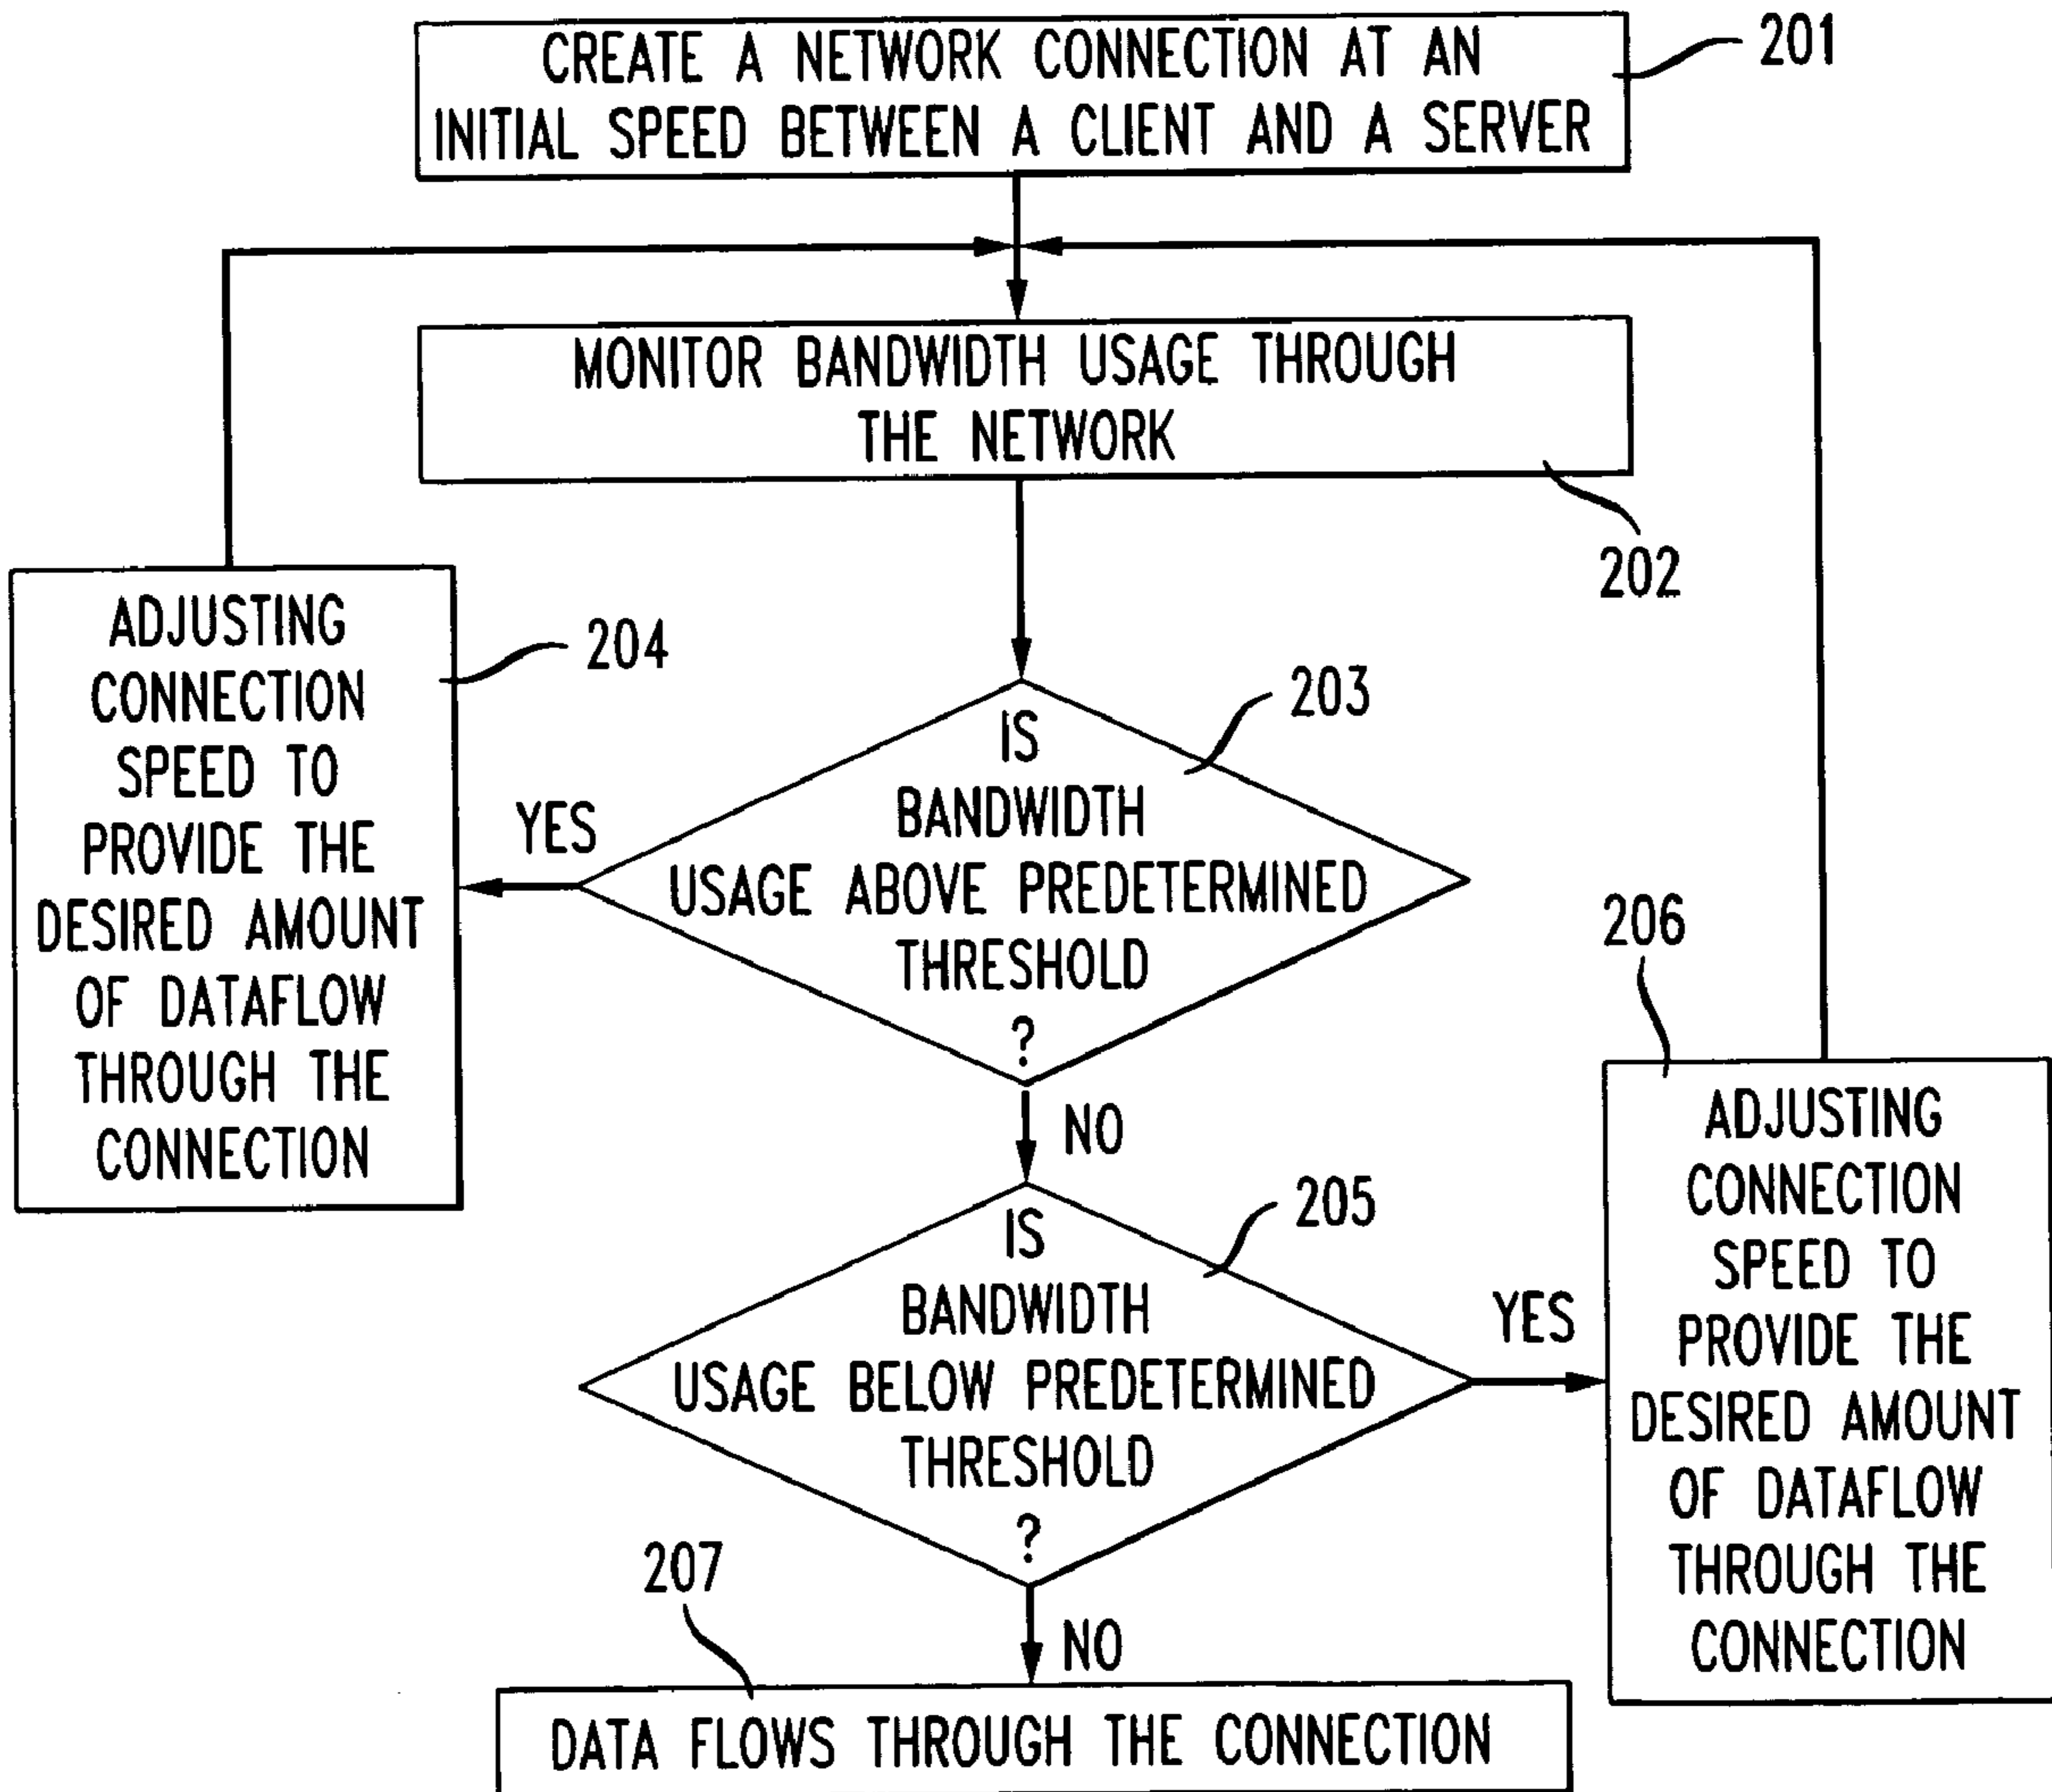 CREATE A NETWORK CONNECTION AT AN
INITIAL SPEED BETWEEN A CLIENT AND A SERVER
201
MONITOR BANDWIDTH USAGE THROUGH
THE NETWORK
202
ADJUSTING
CONNECTION
SPEED TO
PROVIDE THE
DESIRED AMOUNT
OF DATAFLOW
THROUGH THE
CONNECTION
204
203
IS
BANDWIDTH
USAGE ABOVE PREDETERMINED
THRESHOLD
?
YES
NO
205
IS
BANDWIDTH
USAGE BELOW PREDETERMINED
THRESHOLD
?
YES
NO
206
ADJUSTING
CONNECTION
SPEED TO
PROVIDE THE
DESIRED AMOUNT
OF DATAFLOW
THROUGH THE
CONNECTION
207
DATA FLOWS THROUGH THE CONNECTION